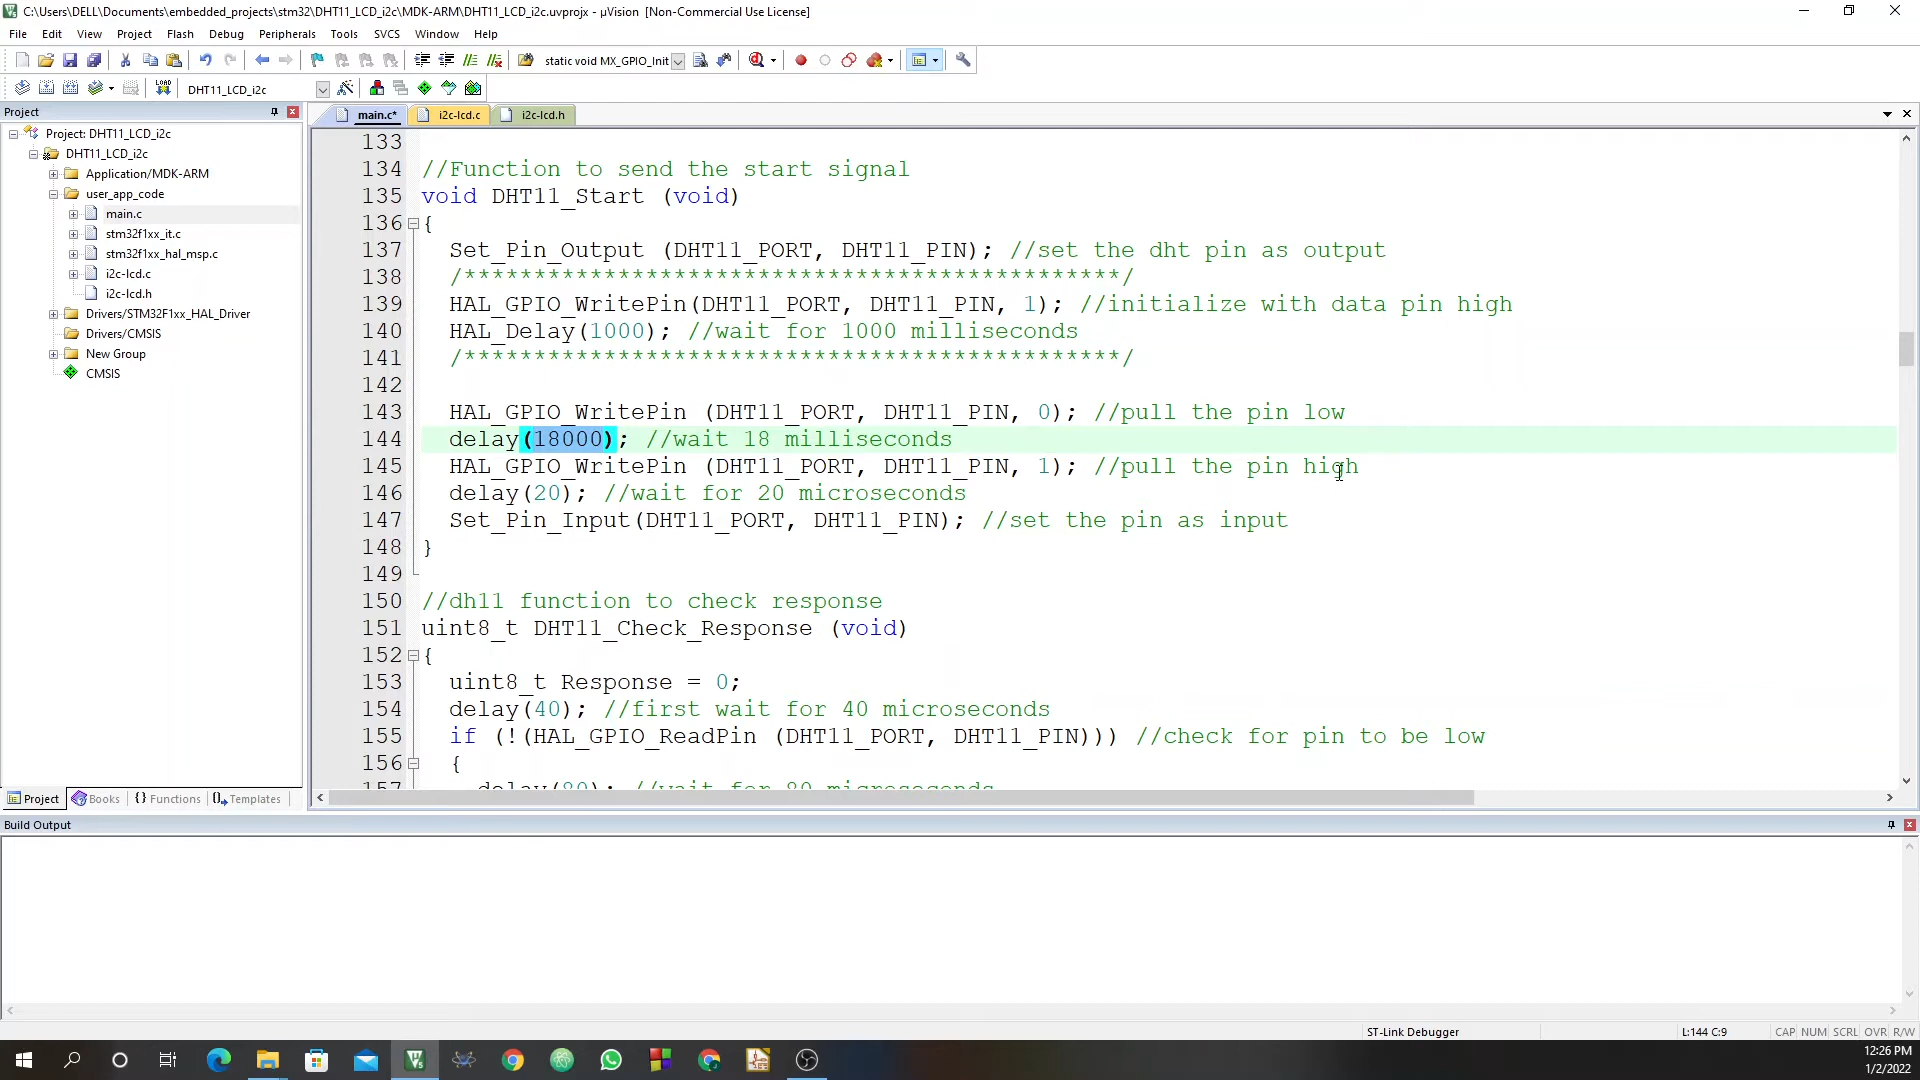 C:\Users\DELL\Documents\embedded_projects\stm32\DHT11_LCD_i2c\MDK-ARM\DHT11_LCD_i2c.uvprojx - µVision  [Non-Commercial Use License]
File Edit View Project Flash Debug Peripherals Tools SVCS Window Help
static void MX_GPIO_Init
LOAD DHT11_LCD_i2c
Project
main.c* i2c-lcd.c i2c-lcd.h
Project: DHT11_LCD_i2c
DHT11_LCD_i2c
Application/MDK-ARM
user_app_code
main.c
stm32f1xx_it.c
stm32f1xx_hal_msp.c
i2c-lcd.c
i2c-lcd.h
Drivers/STM32F1xx_HAL_Driver
Drivers/CMSIS
New Group
CMSIS
133
134 //Function to send the start signal
135 void DHT11_Start (void)
136 {
137 Set_Pin_Output (DHT11_PORT, DHT11_PIN); //set the dht pin as output
138 /***********************************************/
139 HAL_GPIO_WritePin(DHT11_PORT, DHT11_PIN, 1); //initialize with data pin high
140 HAL_Delay(1000); //wait for 1000 milliseconds
141 /***********************************************/
142
143 HAL_GPIO_WritePin (DHT11_PORT, DHT11_PIN, 0); //pull the pin low
144 delay(18000); //wait 18 milliseconds
145 HAL_GPIO_WritePin (DHT11_PORT, DHT11_PIN, 1); //pull the pin high
146 delay(20); //wait for 20 microseconds
147 Set_Pin_Input(DHT11_PORT, DHT11_PIN); //set the pin as input
148 }
149
150 //dh11 function to check response
151 uint8_t DHT11_Check_Response (void)
152 {
153 uint8_t Response = 0;
154 delay(40); //first wait for 40 microseconds
155 if (!(HAL_GPIO_ReadPin (DHT11_PORT, DHT11_PIN))) //check for pin to be low
156 {
157 delay(80); //wait for 80 microseconds
Project Books {} Functions Templates
Build Output
ST-Link Debugger L:144 C:9 CAP NUM SCRL OVR R/W
12:26 PM
1/2/2022